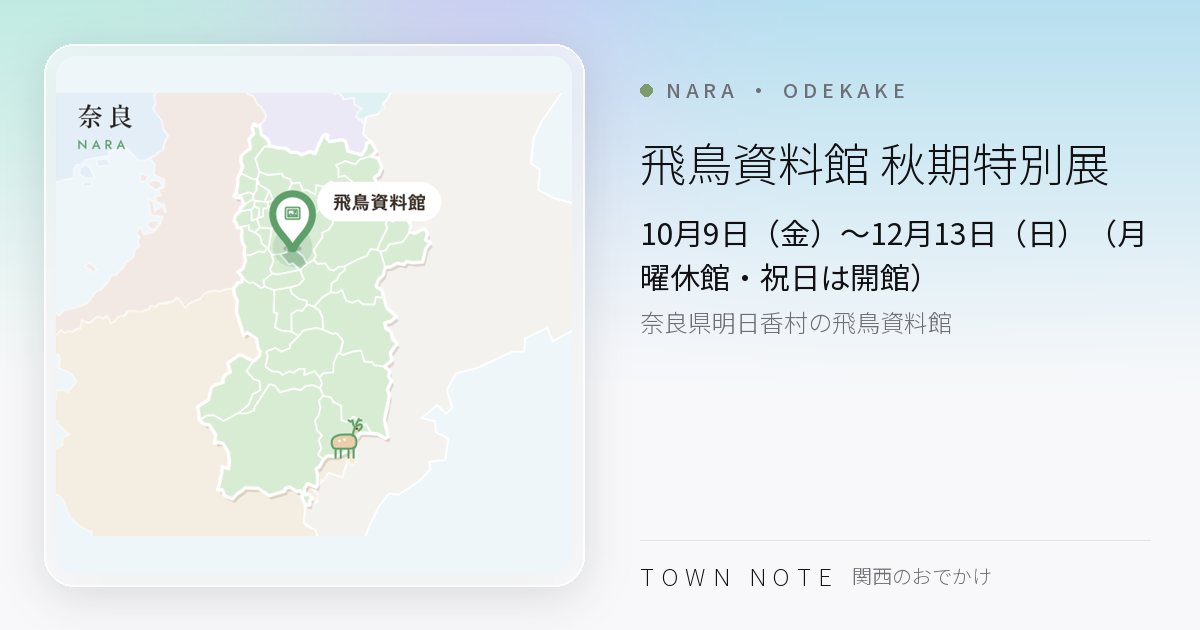 奈良
NARA
飛鳥資料館
NARA ・ ODEKAKE
飛鳥資料館 秋期特別展
10月9日（金）〜12月13日（日）（月
曜休館・祝日は開館）
奈良県明日香村の飛鳥資料館
TOWN NOTE 関西のおでかけ